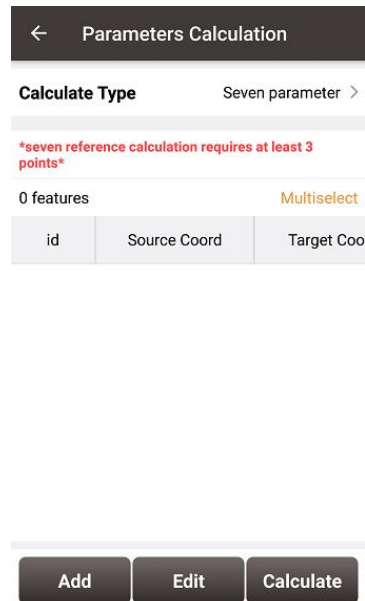 ← Parameters Calculation
Calculate Type Seven parameter >
*seven reference calculation requires at least 3
points*
0 features Multiselect
id Source Coord Target Coo
Add Edit Calculate